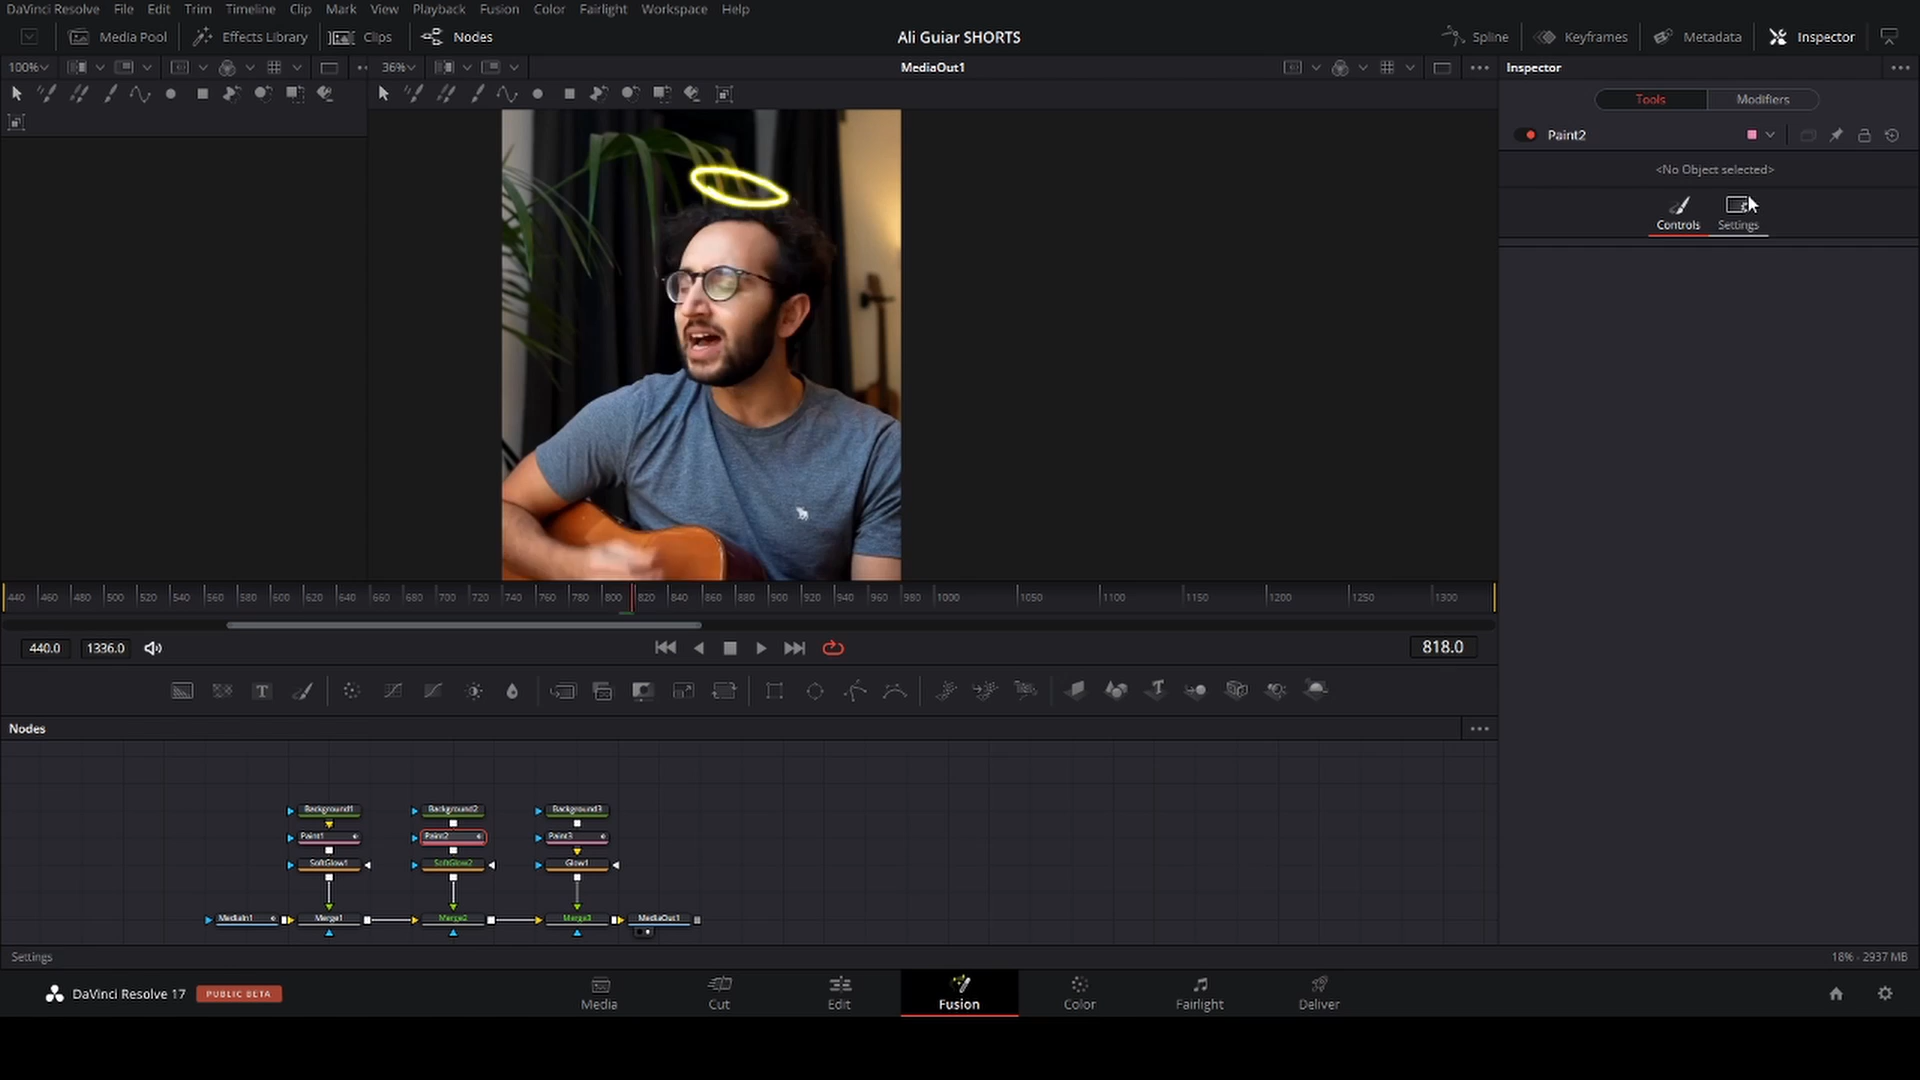 DaVinci Resolve File Edit Trim Timeline Clip Mark View Playback Fusion Color Fairlight Workspace Help
Media Pool Effects Library Clips Nodes Ali Guiar SHORTS Spline Keyframes Metadata Inspector
100% 36% MediaOut1 Inspector
Tools Modifiers
Paint2
<No Object selected>
Controls Settings
440 460 480 500 520 540 560 580 600 620 640 660 680 700 720 740 760 780 800 820 840 860 880 900 920 940 960 980 1000 1050 1100 1150 1200 1250 1300
440.0 1336.0 818.0
Nodes
Background1 Background2 Background3
Paint1 Paint2 Paint3
SoftGlow1 SoftGlow2 Glow1
MediaIn1 Merge1 Merge2 Merge3 MediaOut1
Settings 18% - 2937 MB
DaVinci Resolve 17 PUBLIC BETA Media Cut Edit Fusion Color Fairlight Deliver